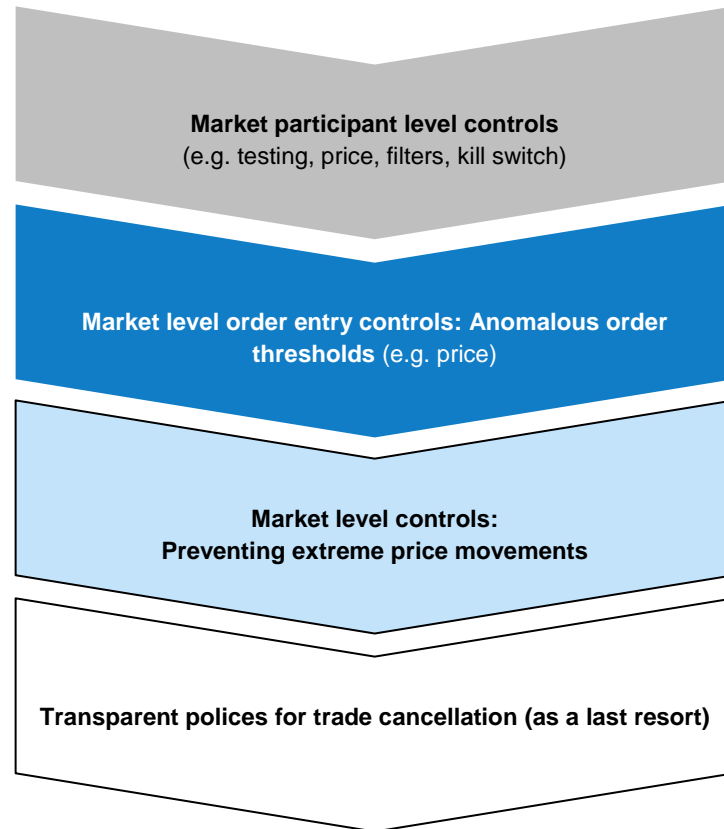 Market participant level controls
(e.g. testing, price, filters, kill switch)
Market level order entry controls: Anomalous order
thresholds (e.g. price)
Market level controls:
Preventing extreme price movements
Transparent polices for trade cancellation (as a last resort)